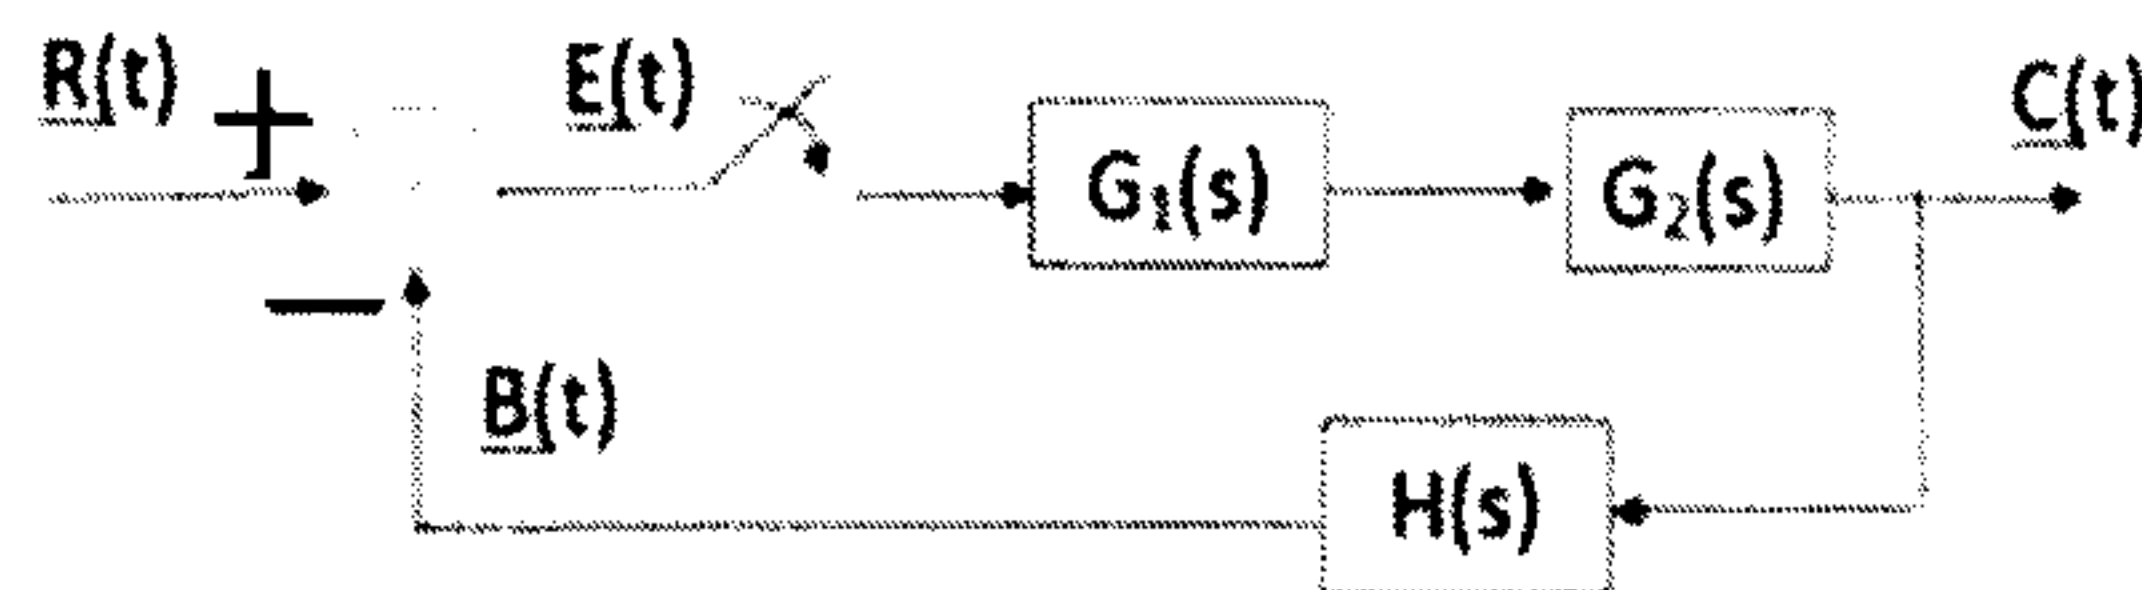 R(t) + E(t) G₁(s) G₂(s) C(t)
−
B(t)
H(s)